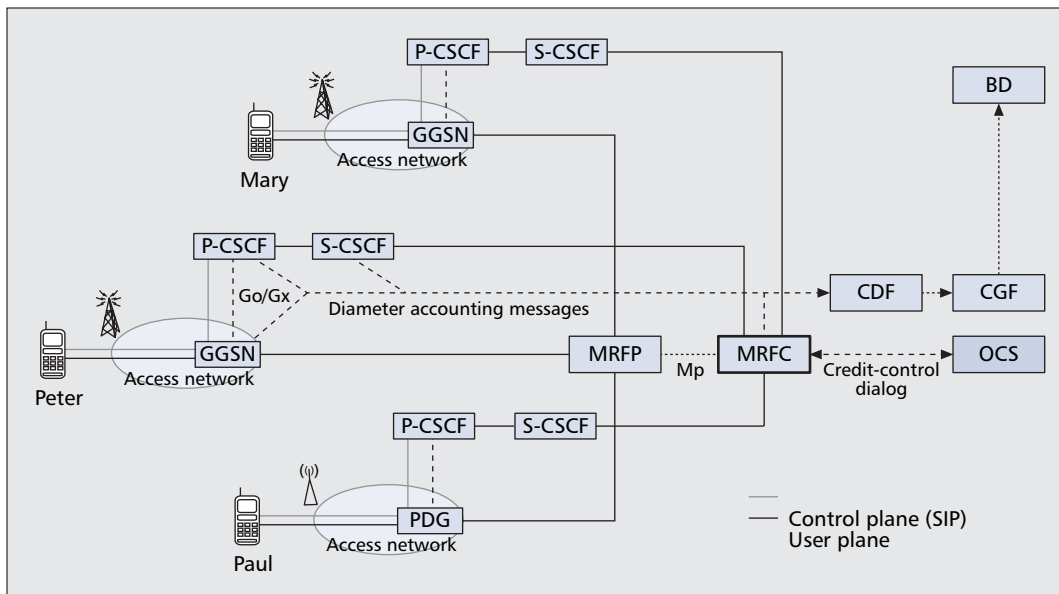 P-CSCF
S-CSCF
BD
GGSN
Access network
Mary
P-CSCF
S-CSCF
Go/Gx
Diameter accounting messages
CDF
CGF
GGSN
Access network
Peter
MRFP
Mp
MRFC
Credit-control
dialog
OCS
P-CSCF
S-CSCF
PDG
Access network
Paul
Control plane (SIP)
User plane